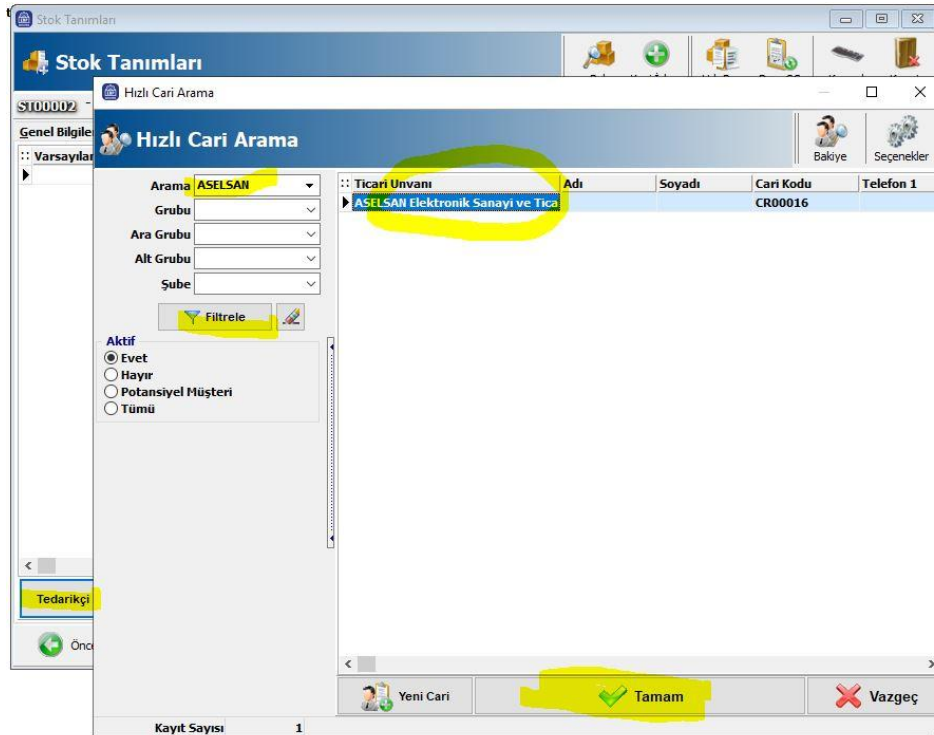 Stok Tanımları
Stok Tanımları
ST00002 -
Hızlı Cari Arama
Genel Bilgile
Hızlı Cari Arama
Bakiye
Seçenekler
Varsayılan
Arama ASELSAN
Grubu
Ara Grubu
Alt Grubu
Şube
Filtrele
Aktif
Evet
Hayır
Potansiyel Müşteri
Tümü
Ticari Unvanı Adı Soyadı Cari Kodu Telefon 1
ASELSAN Elektronik Sanayi ve Tica CR00016
Tedarikçi
Önce
Yeni Cari
Tamam
Vazgeç
Kayıt Sayısı 1